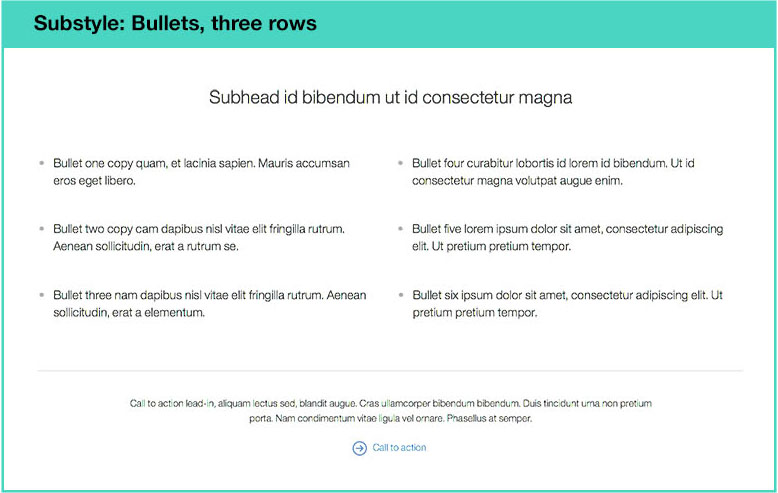 Substyle: Bullets, three rows
Subhead id bibendum ut id consectetur magna
Bullet one copy quam, et lacinia sapien. Mauris accumsan
eros eget libero.
Bullet two copy cam dapibus nisl vitae elit fringilla rutrum.
Aenean sollicitudin, erat a rutrum se.
Bullet three nam dapibus nisl vitae elit fringilla rutrum. Aenean
sollicitudin, erat a elementum.
Bullet four curabitur lobortis id lorem id bibendum. Ut id
consectetur magna volutpat augue enim.
Bullet five lorem ipsum dolor sit amet, consectetur adipiscing
elit. Ut pretium pretium tempor.
Bullet six ipsum dolor sit amet, consectetur adipiscing elit. Ut
pretium pretium tempor.
Call to action lead-in, aliquam lectus sed, blandit augue. Cras ullamcorper bibendum bibendum. Duis tincidunt urna non pretium
porta. Nam condimentum vitae ligula vel ornare. Phasellus at semper.
Call to action